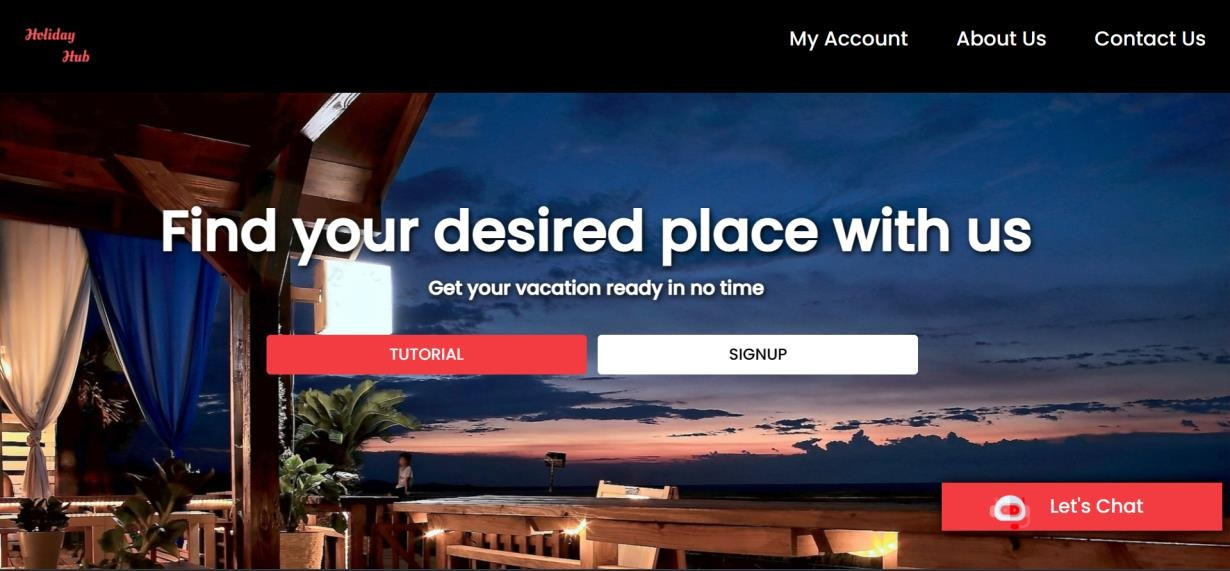 Holiday
Hub
My Account
About Us
Contact Us
Find your desired place with us
Get your vacation ready in no time
TUTORIAL
SIGNUP
Let's Chat